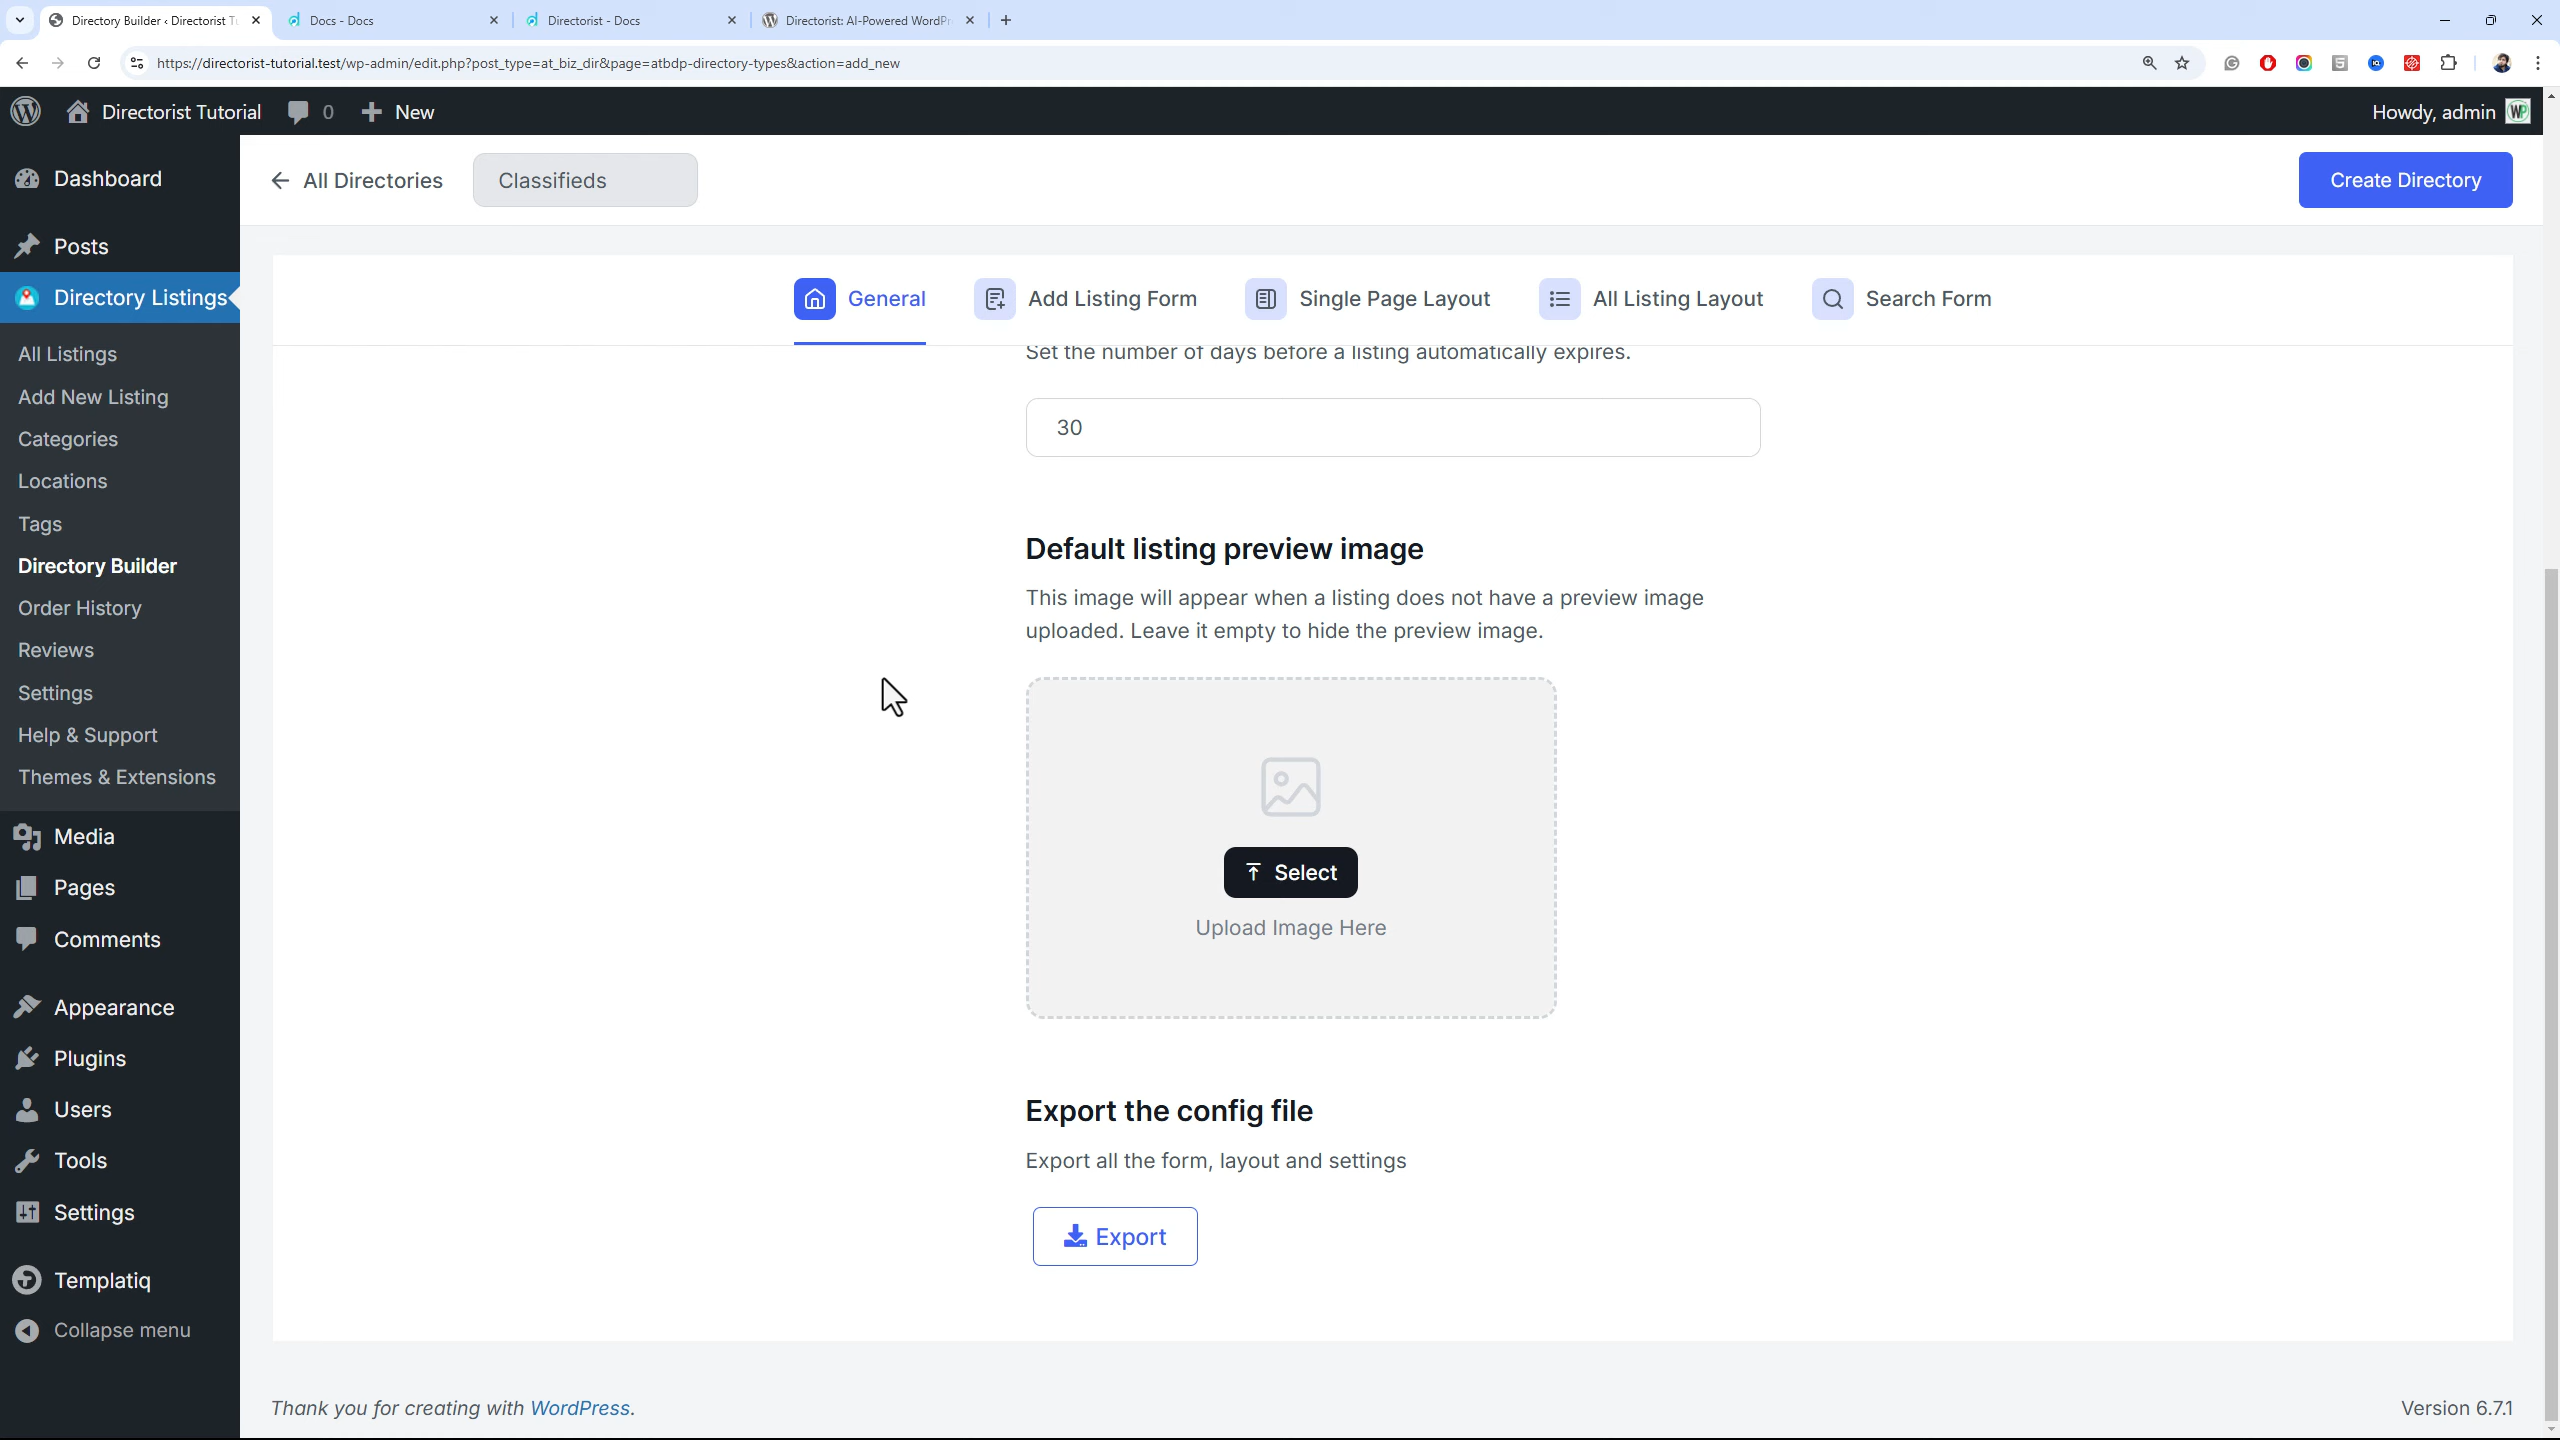 Directory Builder ‹ Directorist Tu
Docs - Docs
Directorist - Docs
Directorist: AI-Powered WordPr
https://directorist-tutorial.test/wp-admin/edit.php?post_type=at_biz_dir&page=atbdp-directory-types&action=add_new
Directorist Tutorial
0
New
Howdy, admin
Dashboard
Posts
Directory Listings
All Listings
Add New Listing
Categories
Locations
Tags
Directory Builder
Order History
Reviews
Settings
Help & Support
Themes & Extensions
Media
Pages
Comments
Appearance
Plugins
Users
Tools
Settings
Templatiq
Collapse menu
All Directories
Classifieds
Create Directory
General
Add Listing Form
Single Page Layout
All Listing Layout
Search Form
Set the number of days before a listing automatically expires.
30
Default listing preview image
This image will appear when a listing does not have a preview image
uploaded. Leave it empty to hide the preview image.
Select
Upload Image Here
Export the config file
Export all the form, layout and settings
Export
Thank you for creating with WordPress.
Version 6.7.1